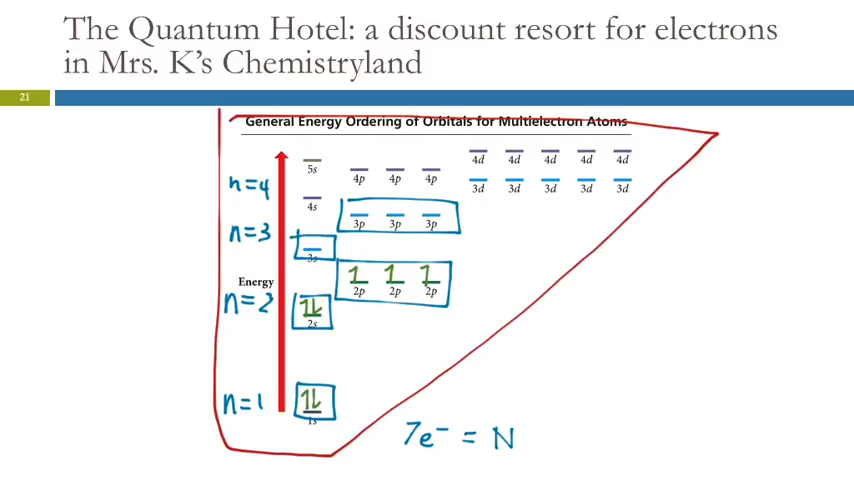 The Quantum Hotel: a discount resort for electrons
in Mrs. K's Chemistryland
21
General Energy Ordering of Orbitals for Multielectron Atoms
4d 4d 4d 4d 4d
5s 4p 4p 4p
n=4 3d 3d 3d 3d 3d
4s
3p 3p 3p
n=3
3s
Energy
2p 2p 2p
n=2
2s
n=1
1s
7e⁻ = N